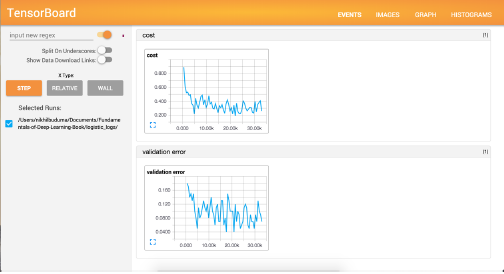 TensorBoard
EVENTS IMAGES GRAPH HISTOGRAMS
input new regex
Split On Underscores:
Show Data Download Links:
X Type
STEP RELATIVE WALL
Selected Runs:
/Users/nikhilbuduma/Documents/Fundame
ntals-of-Deep-Learning-Book/logistic_logs/
cost
(1)
cost
0.800
0.600
0.400
0.200
0.000 10.00k 20.00k 30.00k
validation error
(1)
validation error
0.160
0.120
0.0800
0.0400
0.000 10.00k 20.00k 30.00k